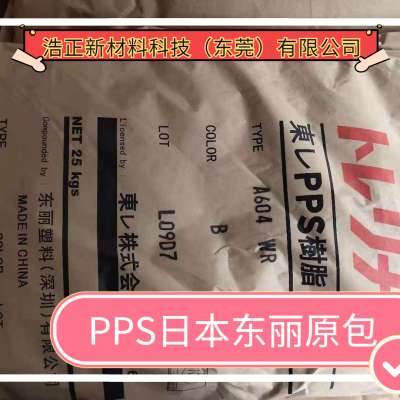 浩正新材料科技（东莞）有限公司
トレリナ
東レPPS樹脂
TYPE A604 WR
COLOR B
LOT L09D7
Licensed by: 東レ株式会
NET 25 kgs
Compounded by: 东丽塑料(深圳)有限公司
MADE IN CHINA
TYPE COLOR LOT
PPS日本东丽原包